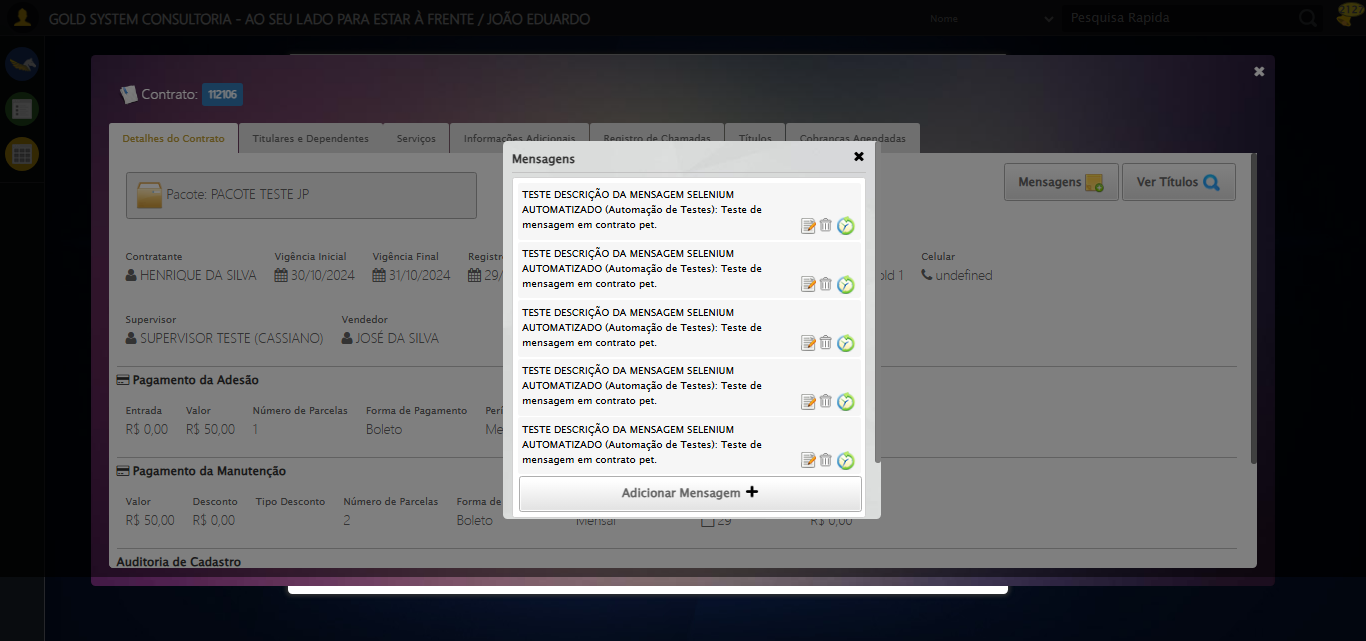 GOLD SYSTEM CONSULTORIA - AO SEU LADO PARA ESTAR À FRENTE / JOÃO EDUARDO
Nome
Pesquisa Rapida
Contrato: 112106
Detalhes do Contrato
Titulares e Dependentes
Serviços
Informações Adicionais
Registro de Chamadas
Títulos
Cobranças Agendadas
Pacote: PACOTE TESTE JP
Mensagens
Ver Títulos
Contratante
Vigência Inicial
Vigência Final
Registro
Celular
HENRIQUE DA SILVA
30/10/2024
31/10/2024
29/
old 1
undefined
Supervisor
Vendedor
SUPERVISOR TESTE (CASSIANO)
JOSÉ DA SILVA
Pagamento da Adesão
Entrada
Valor
Número de Parcelas
Forma de Pagamento
Perí
R$ 0,00
R$ 50,00
1
Boleto
Me
Pagamento da Manutenção
Valor
Desconto
Tipo Desconto
Número de Parcelas
Forma de
R$ 50,00
R$ 0,00
2
Boleto
Mensal
29
R$ 0,00
Auditoria de Cadastro
Mensagens
TESTE DESCRIÇÃO DA MENSAGEM SELENIUM
AUTOMATIZADO (Automação de Testes): Teste de
mensagem em contrato pet.
TESTE DESCRIÇÃO DA MENSAGEM SELENIUM
AUTOMATIZADO (Automação de Testes): Teste de
mensagem em contrato pet.
TESTE DESCRIÇÃO DA MENSAGEM SELENIUM
AUTOMATIZADO (Automação de Testes): Teste de
mensagem em contrato pet.
TESTE DESCRIÇÃO DA MENSAGEM SELENIUM
AUTOMATIZADO (Automação de Testes): Teste de
mensagem em contrato pet.
TESTE DESCRIÇÃO DA MENSAGEM SELENIUM
AUTOMATIZADO (Automação de Testes): Teste de
mensagem em contrato pet.
Adicionar Mensagem